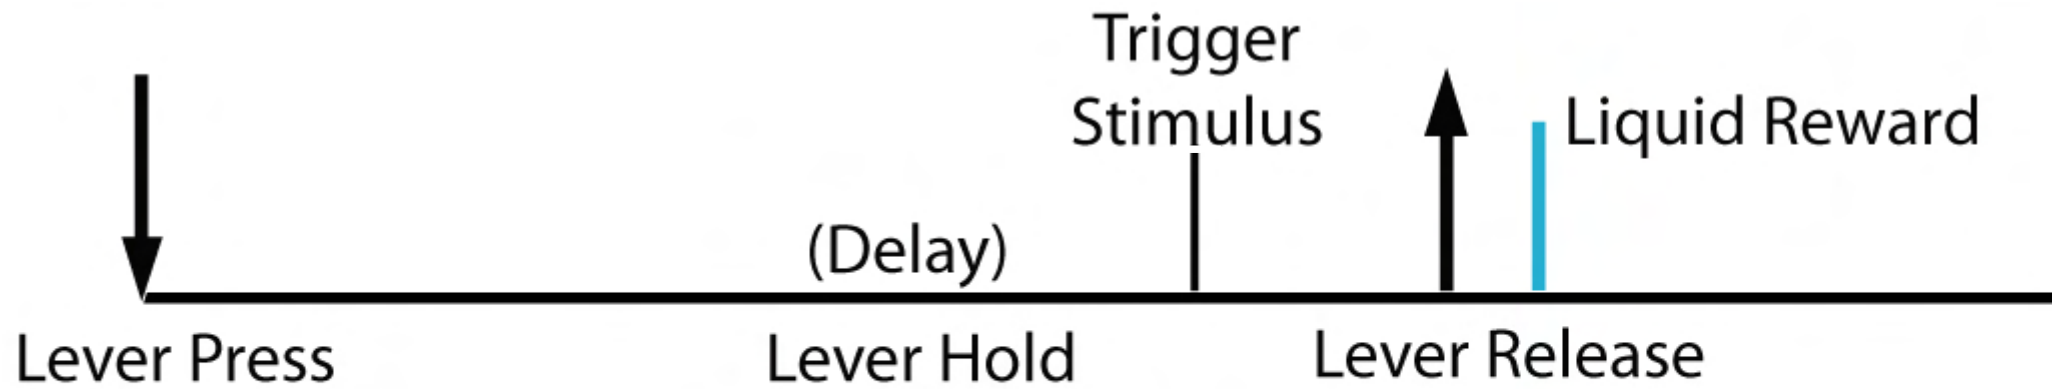 Trigger
Stimulus
Liquid Reward
(Delay)
Lever Press
Lever Hold
Lever Release